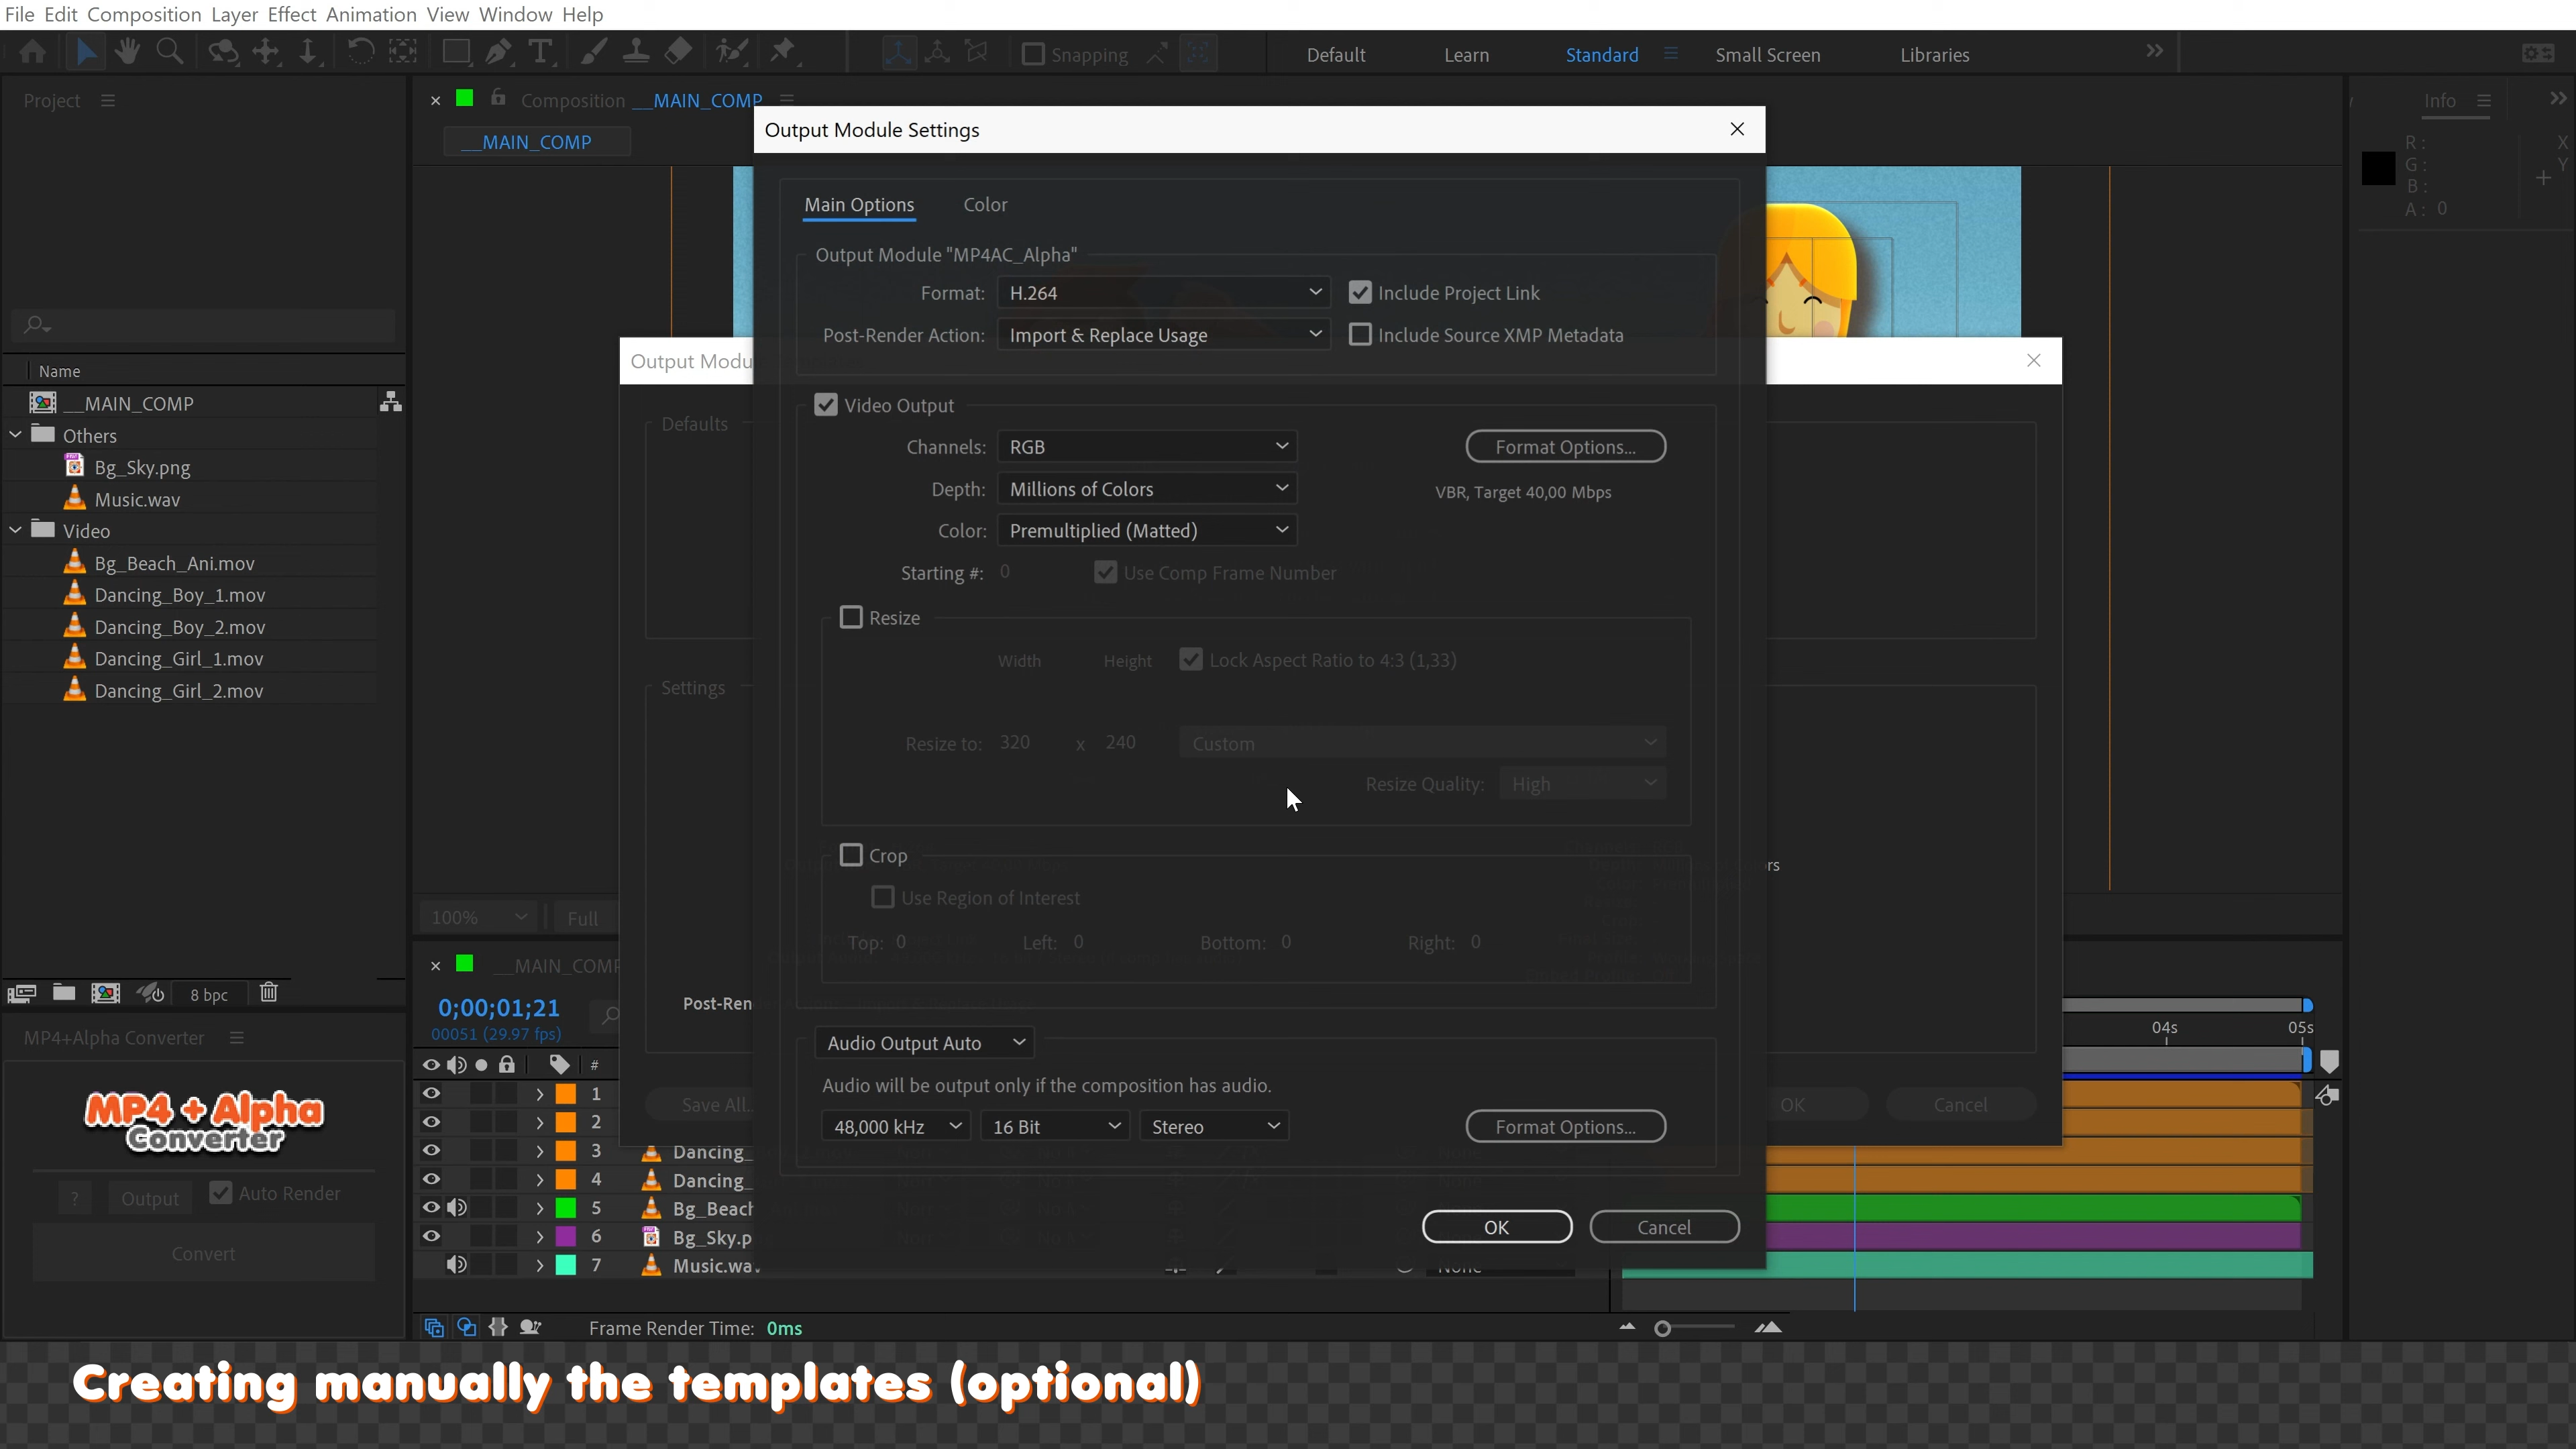 File Edit Composition Layer Effect Animation View Window Help
Snapping
Default
Learn
Standard
Small Screen
Libraries
Project
Composition __MAIN_COMP
Info
__MAIN_COMP
R:
G:
B:
A: 0
X
Y
Name
__MAIN_COMP
Others
Bg_Sky.png
Music.wav
Video
Bg_Beach_Ani.mov
Dancing_Boy_1.mov
Dancing_Boy_2.mov
Dancing_Girl_1.mov
Dancing_Girl_2.mov
8 bpc
MP4+Alpha Converter
MP4 + Alpha
Converter
?
Output
Auto Render
Convert
Output Modu
Defaults
Settings
Post-Ren
Save All..
OK
Cancel
Output Module Settings
Main Options
Color
Output Module "MP4AC_Alpha"
Format: H.264
Include Project Link
Post-Render Action: Import & Replace Usage
Include Source XMP Metadata
Video Output
Channels: RGB
Format Options...
Depth: Millions of Colors
VBR, Target 40,00 Mbps
Color: Premultiplied (Matted)
Starting #: 0
Use Comp Frame Number
Resize
Width
Height
Lock Aspect Ratio to 4:3 (1,33)
Resize to: 320 x 240
Custom
Resize Quality: High
Crop
Use Region of Interest
Top: 0
Left: 0
Bottom: 0
Right: 0
Audio Output Auto
Audio will be output only if the composition has audio.
48,000 kHz
16 Bit
Stereo
Format Options...
OK
Cancel
100%
Full
__MAIN_COMP
0;00;01;21
00051 (29.97 fps)
04s
05s
#
1
2
3 Dancing_
4 Dancing_
5 Bg_Beach
6 Bg_Sky.p
7 Music.wav
None
Frame Render Time: 0ms
Creating manually the templates (optional)